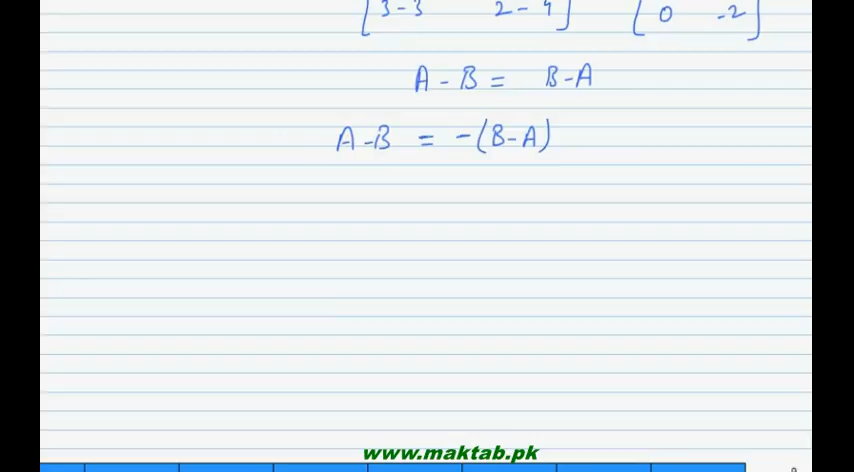 [3-3 2-4] [0 -2]
A-B = B-A
A-B = -(B-A)
www.maktab.pk